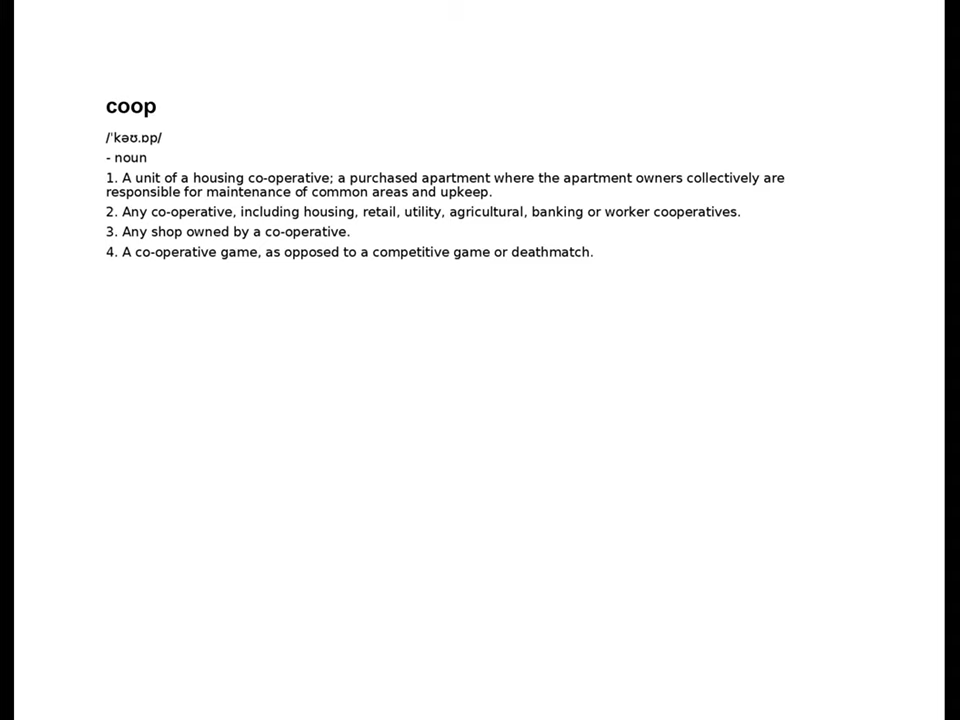 coop
/ˈkəʊ.ɒp/
- noun
1. A unit of a housing co-operative; a purchased apartment where the apartment owners collectively are
responsible for maintenance of common areas and upkeep.
2. Any co-operative, including housing, retail, utility, agricultural, banking or worker cooperatives.
3. Any shop owned by a co-operative.
4. A co-operative game, as opposed to a competitive game or deathmatch.